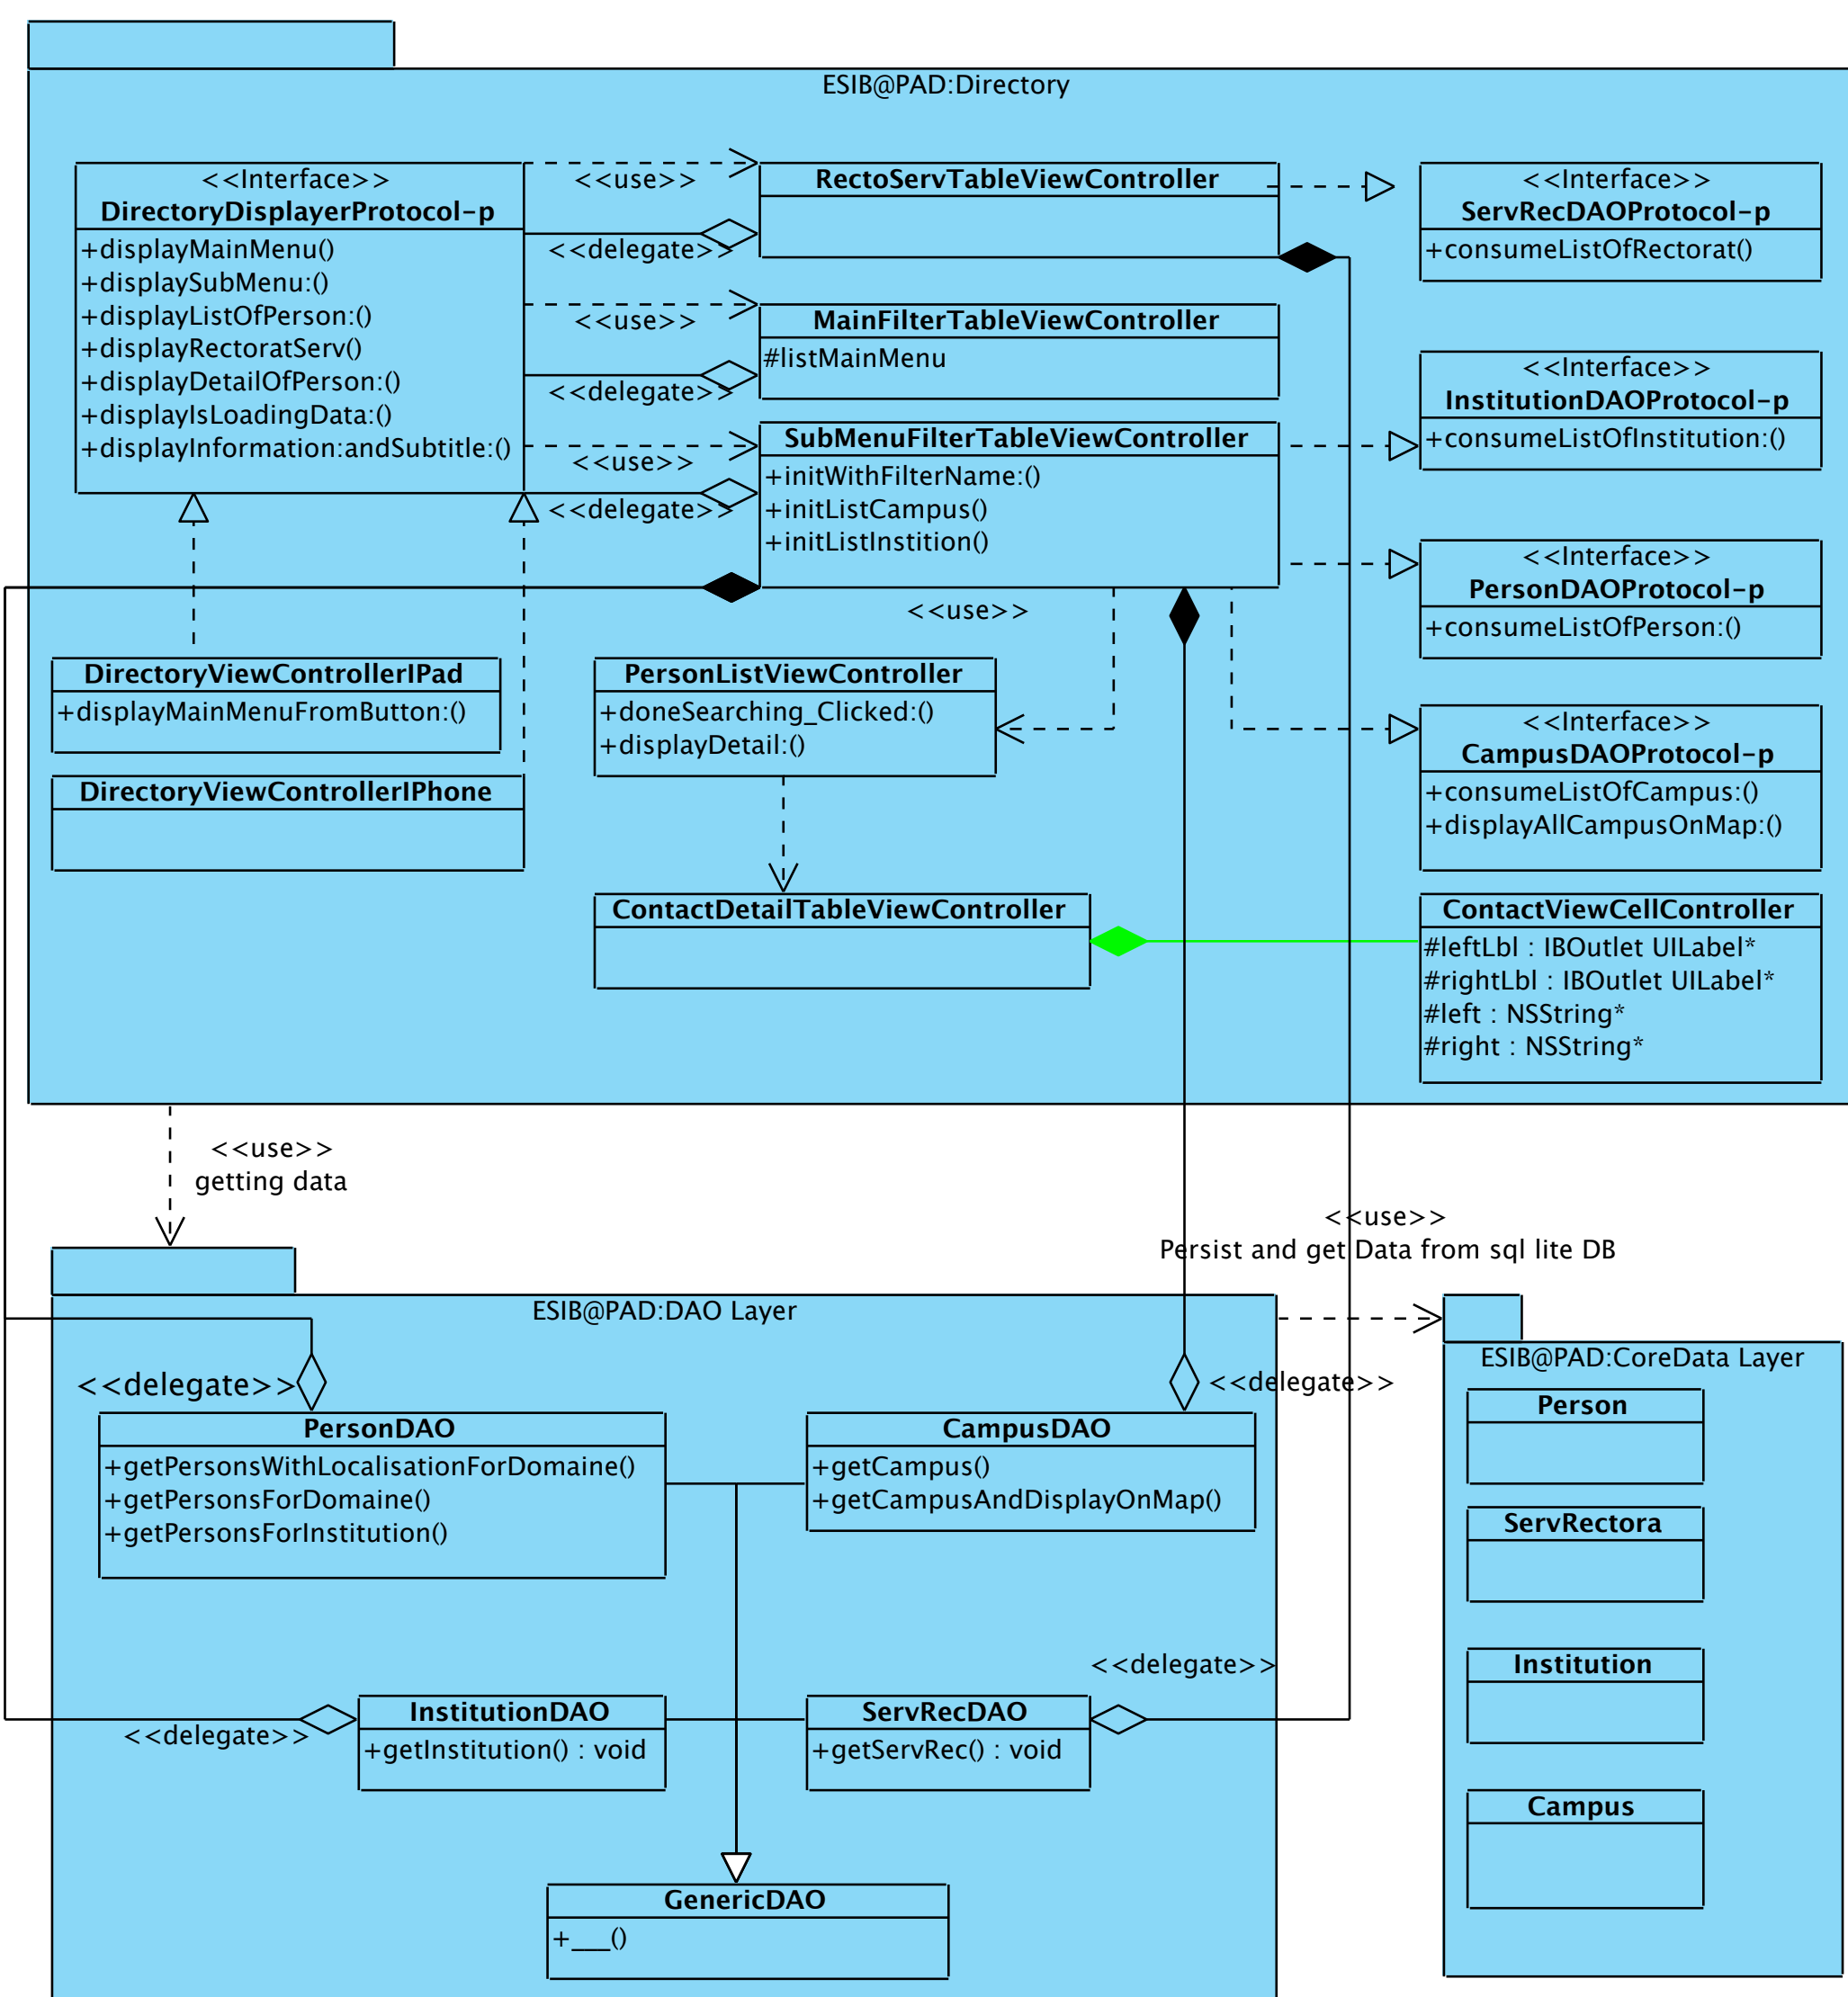 ESIB@PAD:Directory
<<Interface>>
DirectoryDisplayerProtocol-p
+displayMainMenu()
+displaySubMenu:()
+displayListOfPerson:()
+displayRectoratServ()
+displayDetailOfPerson:()
+displayIsLoadingData:()
+displayInformation:andSubtitle:()
<<use>>
<<delegate>>
<<use>>
<<delegate>>
<<use>>
<<delegate>>
RectoServTableViewController
MainFilterTableViewController
#listMainMenu
SubMenuFilterTableViewController
+initWithFilterName:()
+initListCampus()
+initListInstition()
<<use>>
<<Interface>>
ServRecDAOProtocol-p
+consumeListOfRectorat()
<<Interface>>
InstitutionDAOProtocol-p
+consumeListOfInstitution:()
<<Interface>>
PersonDAOProtocol-p
+consumeListOfPerson:()
<<Interface>>
CampusDAOProtocol-p
+consumeListOfCampus:()
+displayAllCampusOnMap:()
DirectoryViewControllerIPad
+displayMainMenuFromButton:()
DirectoryViewControllerIPhone
PersonListViewController
+doneSearching_Clicked:()
+displayDetail:()
ContactDetailTableViewController
ContactViewCellController
#leftLbl : IBOutlet UILabel*
#rightLbl : IBOutlet UILabel*
#left : NSString*
#right : NSString*
<<use>>
getting data
<<use>>
Persist and get Data from sql lite DB
ESIB@PAD:DAO Layer
<<delegate>>
<<delegate>>
PersonDAO
+getPersonsWithLocalisationForDomaine()
+getPersonsForDomaine()
+getPersonsForInstitution()
CampusDAO
+getCampus()
+getCampusAndDisplayOnMap()
<<delegate>>
<<delegate>>
InstitutionDAO
+getInstitution() : void
ServRecDAO
+getServRec() : void
GenericDAO
+___()
ESIB@PAD:CoreData Layer
Person
ServRectora
Institution
Campus